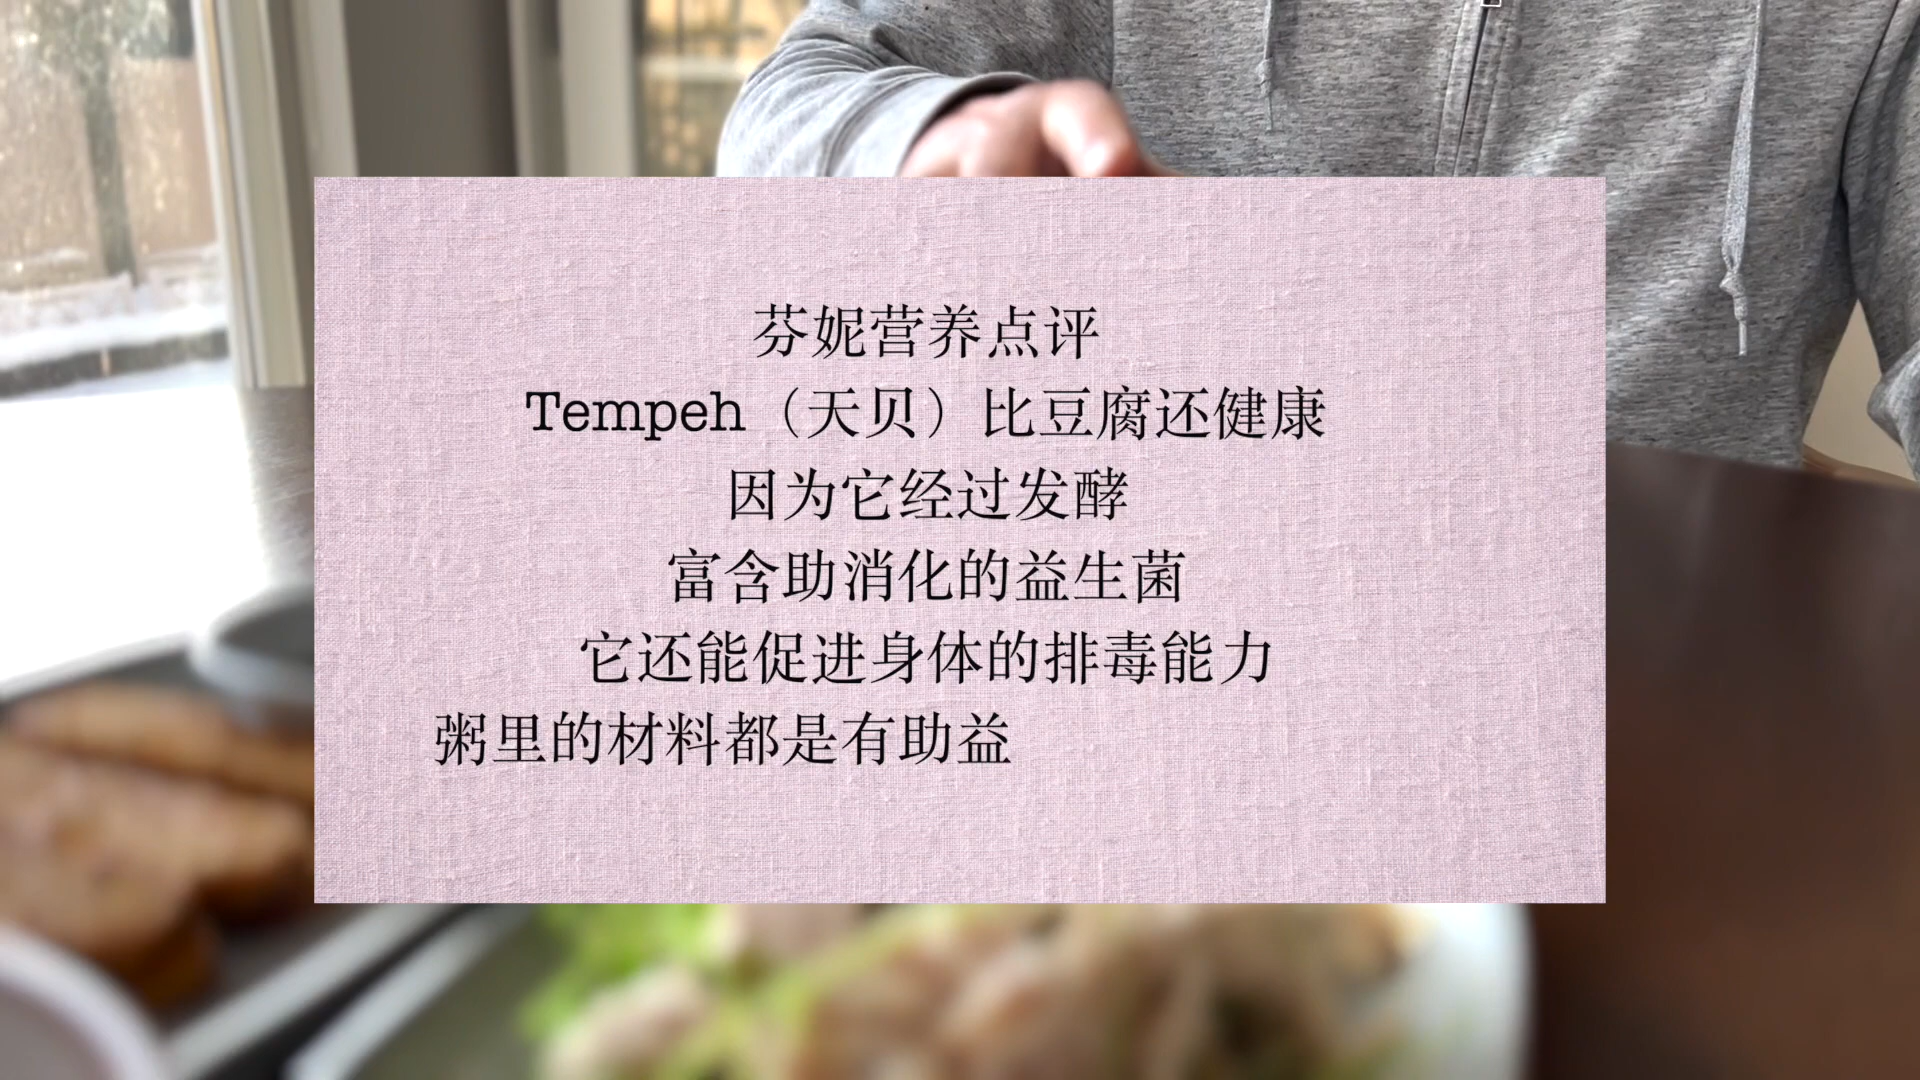 芬妮营养点评
Tempeh（天贝）比豆腐还健康
因为它经过发酵
富含助消化的益生菌
它还能促进身体的排毒能力
粥里的材料都是有助益